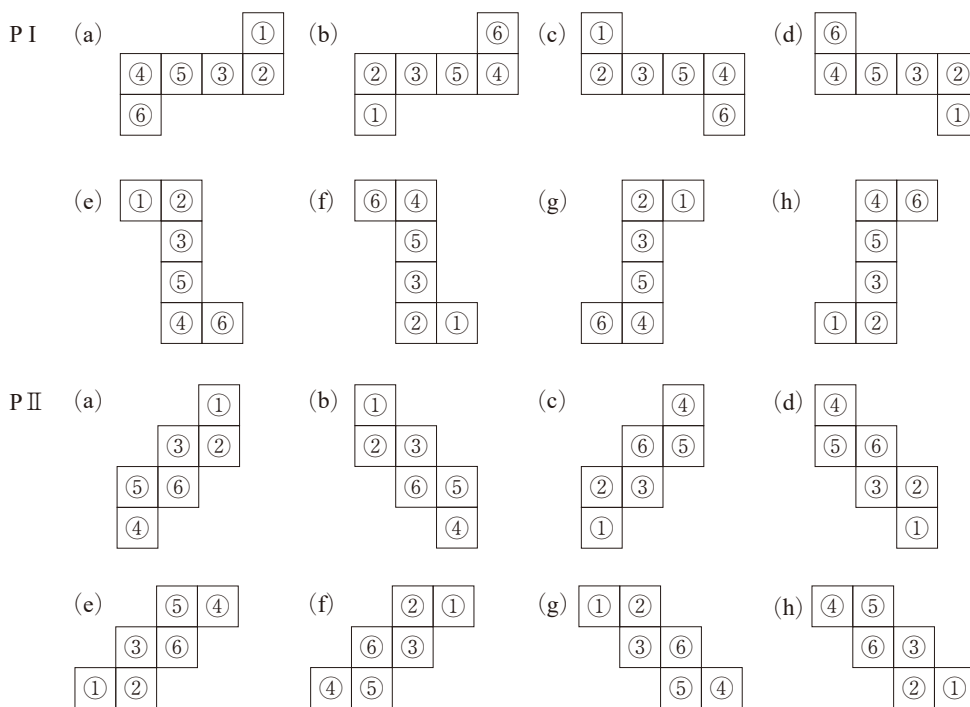 PⅠ (a) (b) (c) (d)
① ⑥ ① ⑥
④ ⑤ ③ ② ② ③ ⑤ ④ ② ③ ⑤ ④ ④ ⑤ ③ ②
⑥ ① ⑥ ①
(e) (f) (g) (h)
① ② ⑥ ④ ② ① ④ ⑥
③ ⑤ ③ ⑤
⑤ ③ ⑤ ③
④ ⑥ ② ① ⑥ ④ ① ②
PⅡ (a) (b) (c) (d)
① ① ④ ④
③ ② ② ③ ⑥ ⑤ ⑤ ⑥
⑤ ⑥ ⑥ ⑤ ② ③ ③ ②
④ ④ ① ①
(e) (f) (g) (h)
⑤ ④ ② ① ① ② ④ ⑤
③ ⑥ ⑥ ③ ③ ⑥ ⑥ ③
① ② ④ ⑤ ⑤ ④ ② ①